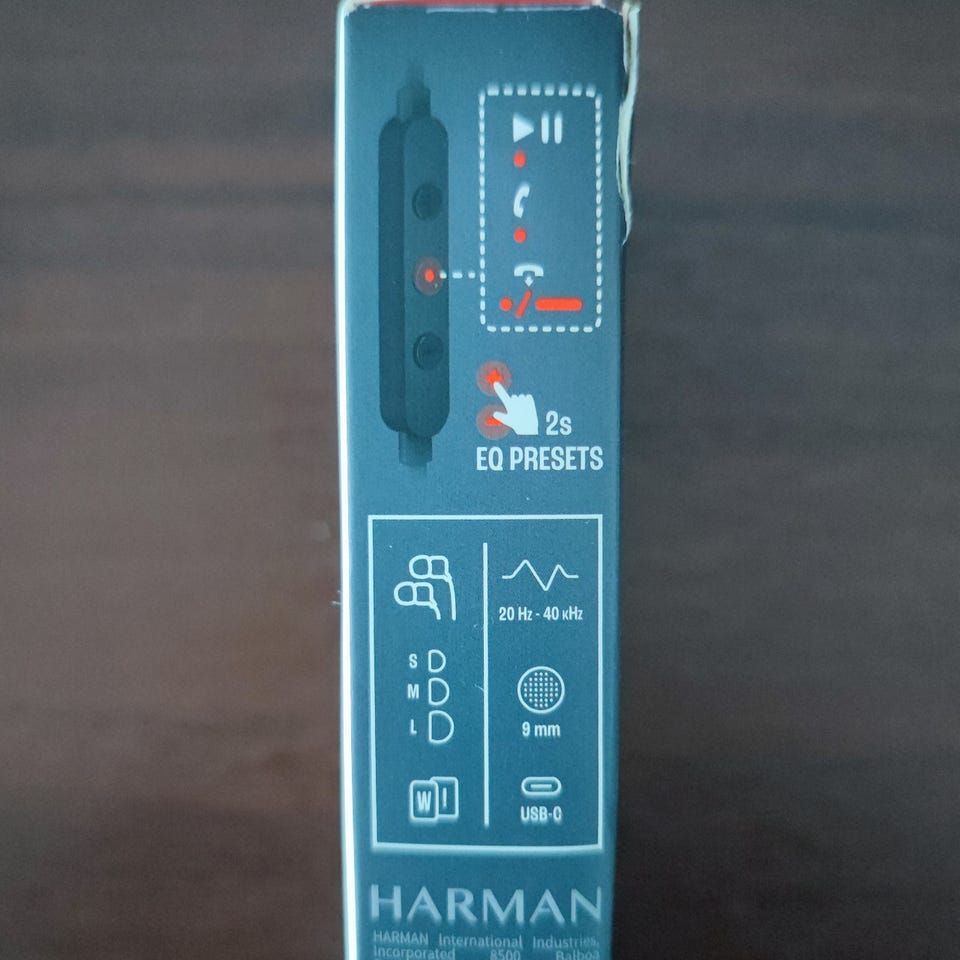 2s
EQ PRESETS
S
M
L
W !
20 Hz - 40 kHz
9 mm
USB-C
HARMAN
HARMAN International Industries,
Incorporated 8500 Balboa